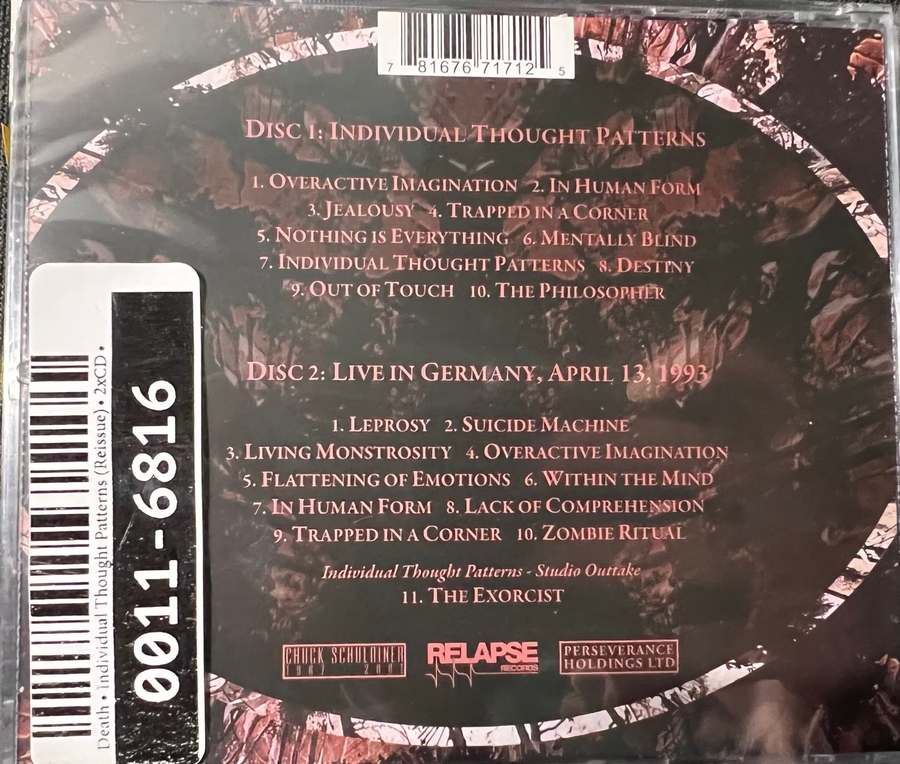 7 81676 71712 5
DISC 1: INDIVIDUAL THOUGHT PATTERNS
1. OVERACTIVE IMAGINATION 2. IN HUMAN FORM
3. JEALOUSY 4. TRAPPED IN A CORNER
5. NOTHING IS EVERYTHING 6. MENTALLY BLIND
7. INDIVIDUAL THOUGHT PATTERNS 8. DESTINY
9. OUT OF TOUCH 10. THE PHILOSOPHER
DISC 2: LIVE IN GERMANY, APRIL 13, 1993
1. LEPROSY 2. SUICIDE MACHINE
3. LIVING MONSTROSITY 4. OVERACTIVE IMAGINATION
5. FLATTENING OF EMOTIONS 6. WITHIN THE MIND
7. IN HUMAN FORM 8. LACK OF COMPREHENSION
9. TRAPPED IN A CORNER 10. ZOMBIE RITUAL
Individual Thought Patterns - Studio Outtake
11. THE EXORCIST
CHUCK SCHULDINER
1967 2001
RELAPSE
RECORDS
PERSEVERANCE
HOLDINGS LTD
Death • Individual Thought Patterns (Reissue) • 2xCD •
0011-6816